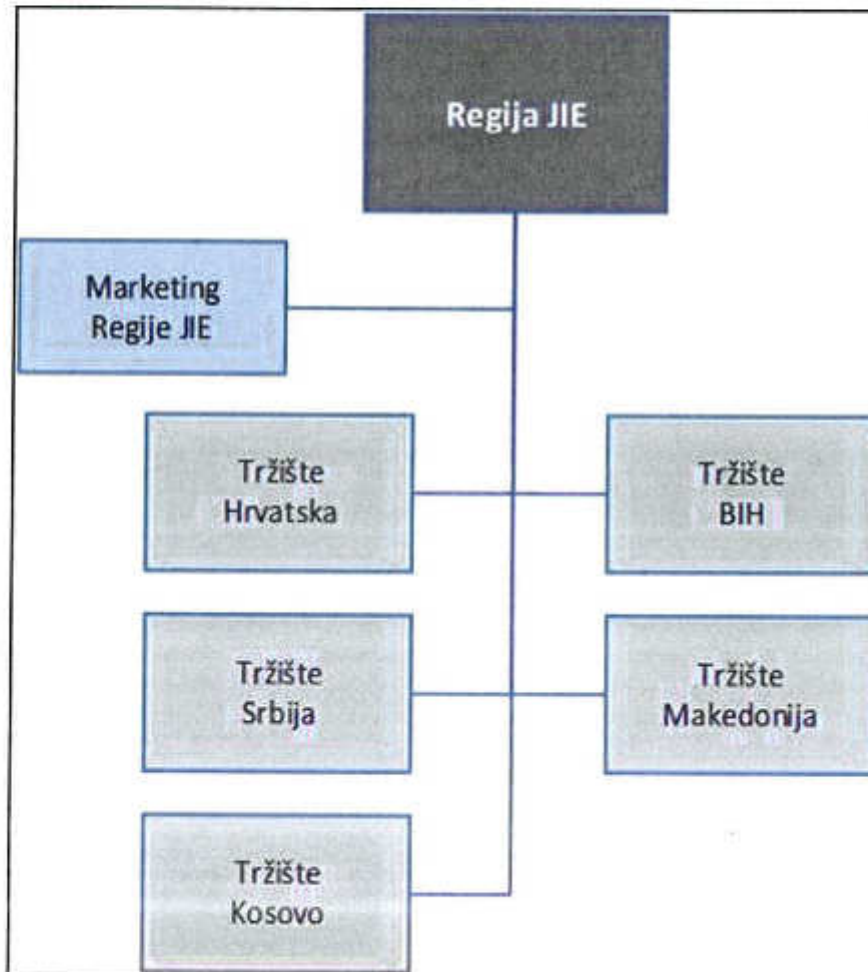 Regija JIE
Marketing
Regije JIE
Tržište
Hrvatska
Tržište
BIH
Tržište
Srbija
Tržište
Makedonija
Tržište
Kosovo